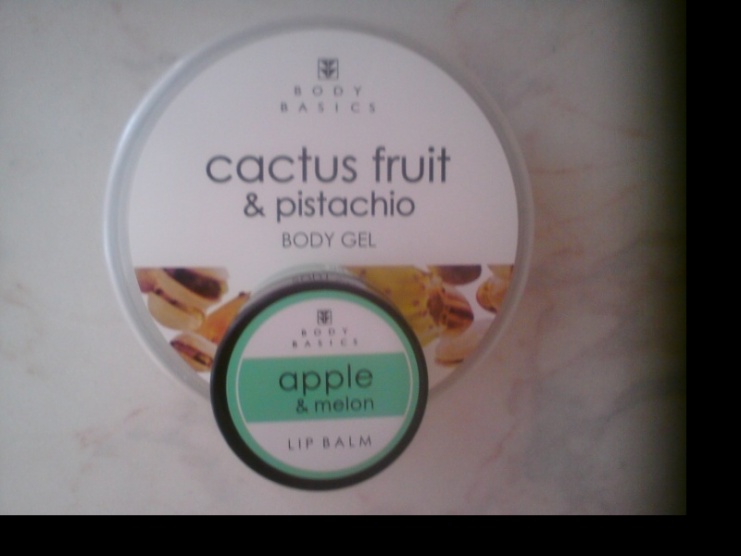 BODY
BASICS
cactus fruit
& pistachio
BODY GEL
BODY
BASICS
apple
& melon
LIP BALM